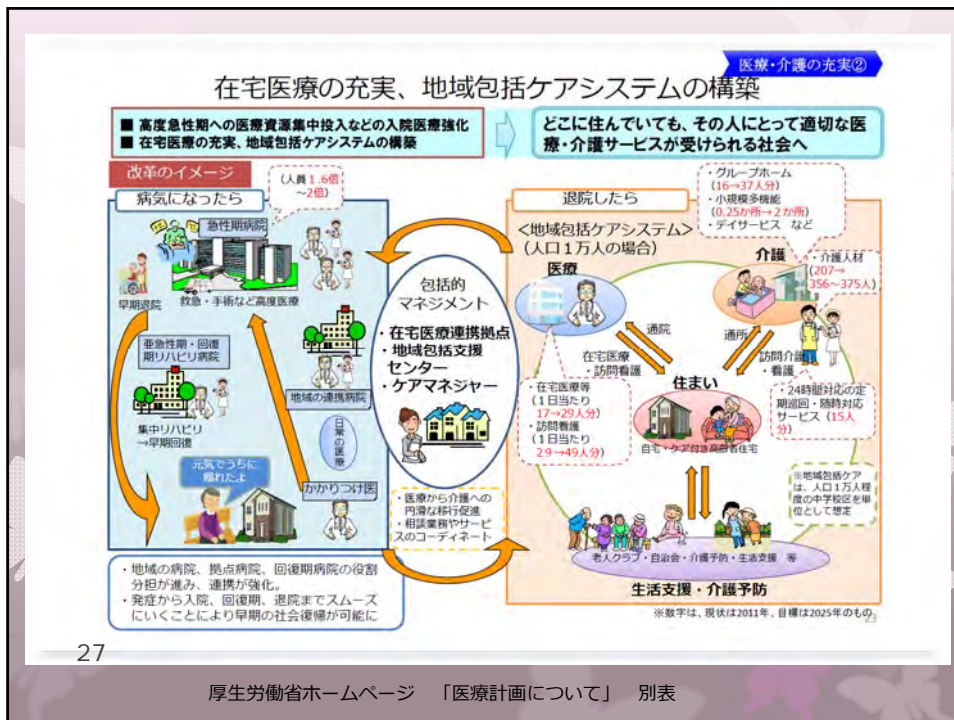 医療・介護の充実②
在宅医療の充実、地域包括ケアシステムの構築
■ 高度急性期への医療資源集中投入などの入院医療強化
■ 在宅医療の充実、地域包括ケアシステムの構築
どこに住んでいても、その人にとって適切な医
療・介護サービスが受けられる社会へ
改革のイメージ
病気になったら
(人員1.6倍
~2倍)
急性期病院
早期退院
救急・手術など高度医療
亜急性期・回復
期リハビリ病院
集中リハビリ
→早期回復
地域の連携病院
日常の医療
元気でうちに
帰れたよ
かかりつけ医
・地域の病院、拠点病院、回復期病院の役割
分担が進み、連携が強化。
・発症から入院、回復期、退院までスムーズ
にいくことにより早期の社会復帰が可能に
包括的
マネジメント
・在宅医療連携拠点
・地域包括支援
センター
・ケアマネジャー
・医療から介護への
円滑な移行促進
・相談業務やサービ
スのコーディネート
退院したら
<地域包括ケアシステム>
(人口1万人の場合)
・グループホーム
(16→37人分)
・小規模多機能
(0.25か所→2か所)
・デイサービス など
医療
介護
・介護人材
(207→
356~375人)
通院
通所
在宅医療
・訪問看護
訪問介護
・看護
住まい
自宅・ケア付き高齢者住宅
・在宅医療等
(1日当たり
17→29人分)
・訪問看護
(1日当たり
29→49人分)
・24時間対応の定
期巡回・随時対応
サービス(15人
分)
※地域包括ケア
は、人口1万人程
度の中学校区を単
位として想定
老人クラブ・自治会・介護予防・生活支援 等
生活支援・介護予防
※数字は、現状は2011年、目標は2025年のもの
23
27
厚生労働省ホームページ 「医療計画について」 別表